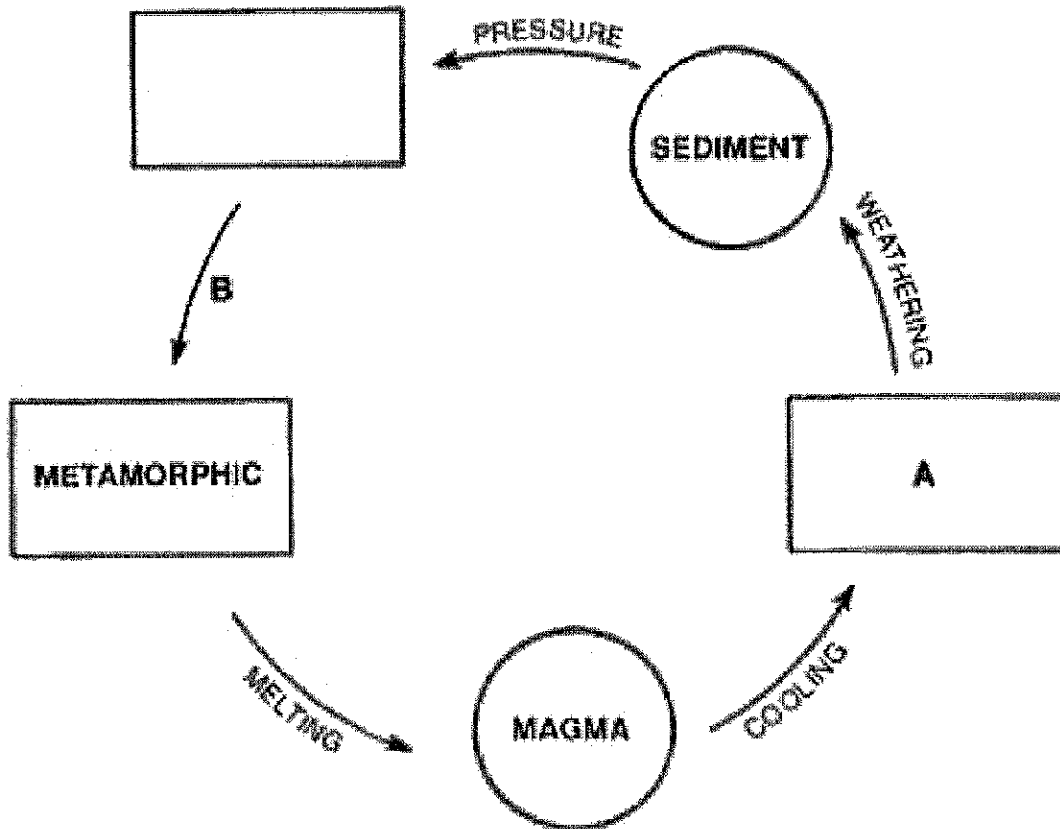 PRESSURE
SEDIMENT
WEATHERING
B
METAMORPHIC
A
MELTING
MAGMA
COOLING